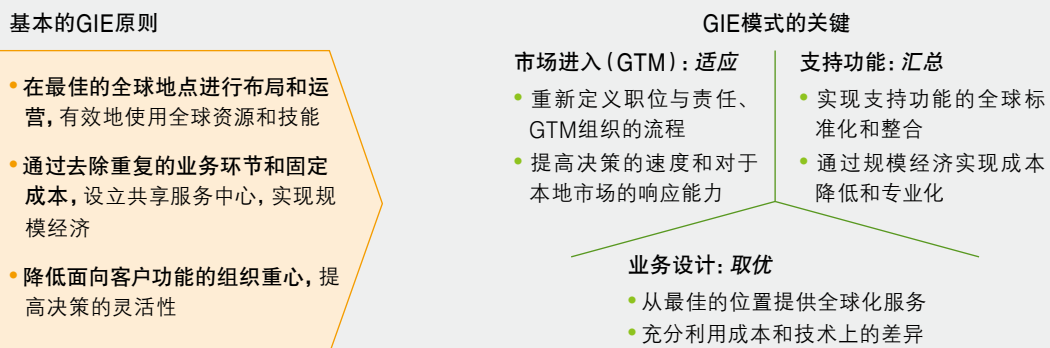 基本的GIE原则
• 在最佳的全球地点进行布局和运
营，有效地使用全球资源和技能
• 通过去除重复的业务环节和固定
成本，设立共享服务中心，实现规
模经济
• 降低面向客户功能的组织重心，提
高决策的灵活性
GIE模式的关键
市场进入（GTM）：适应
• 重新定义职位与责任、
GTM组织的流程
• 提高决策的速度和对于
本地市场的响应能力
支持功能：汇总
• 实现支持功能的全球标
准化和整合
• 通过规模经济实现成本
降低和专业化
业务设计：取优
• 从最佳的位置提供全球化服务
• 充分利用成本和技术上的差异